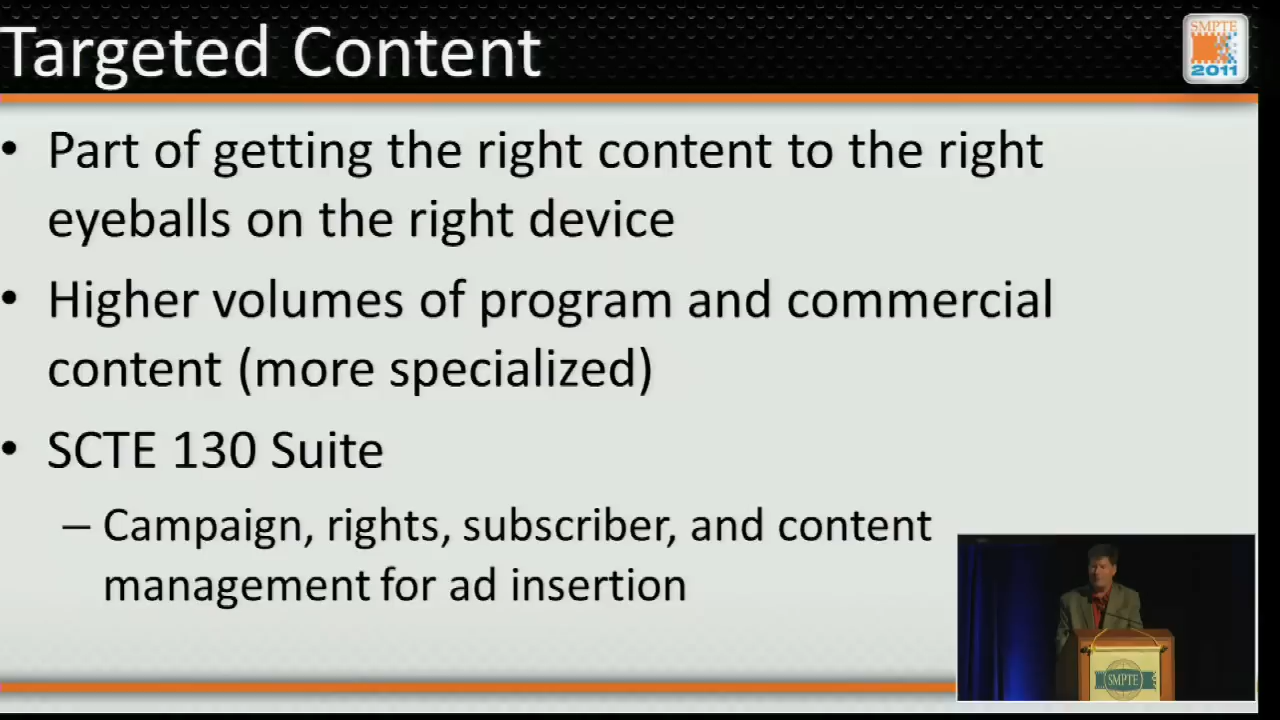 Targeted Content
SMPTE
2011
• Part of getting the right content to the right
eyeballs on the right device
• Higher volumes of program and commercial
content (more specialized)
• SCTE 130 Suite
– Campaign, rights, subscriber, and content
management for ad insertion
SMPTE